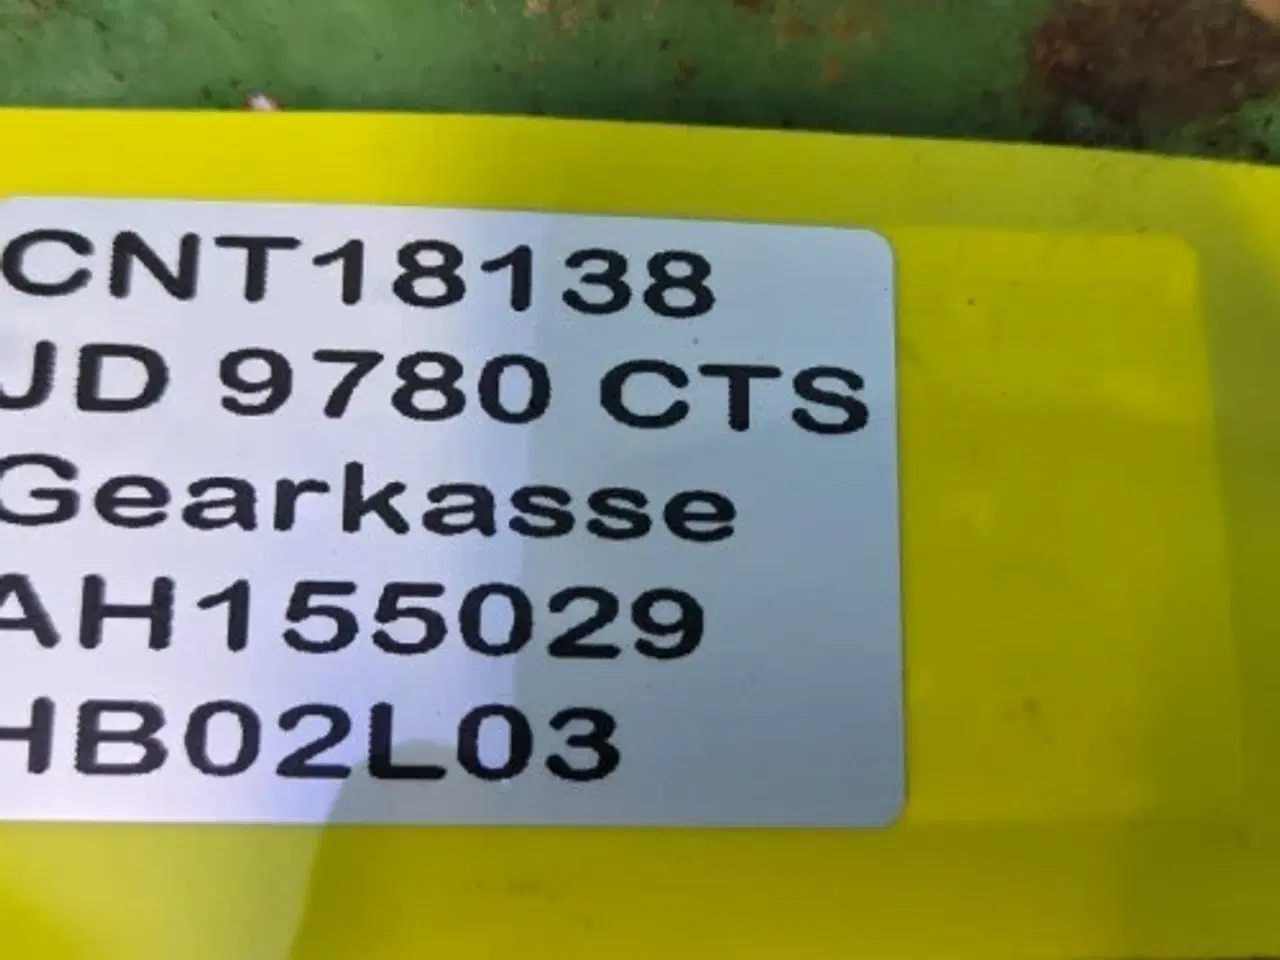 CNT18138
JD 9780 CTS
Gearkasse
AH155029
HB02L03